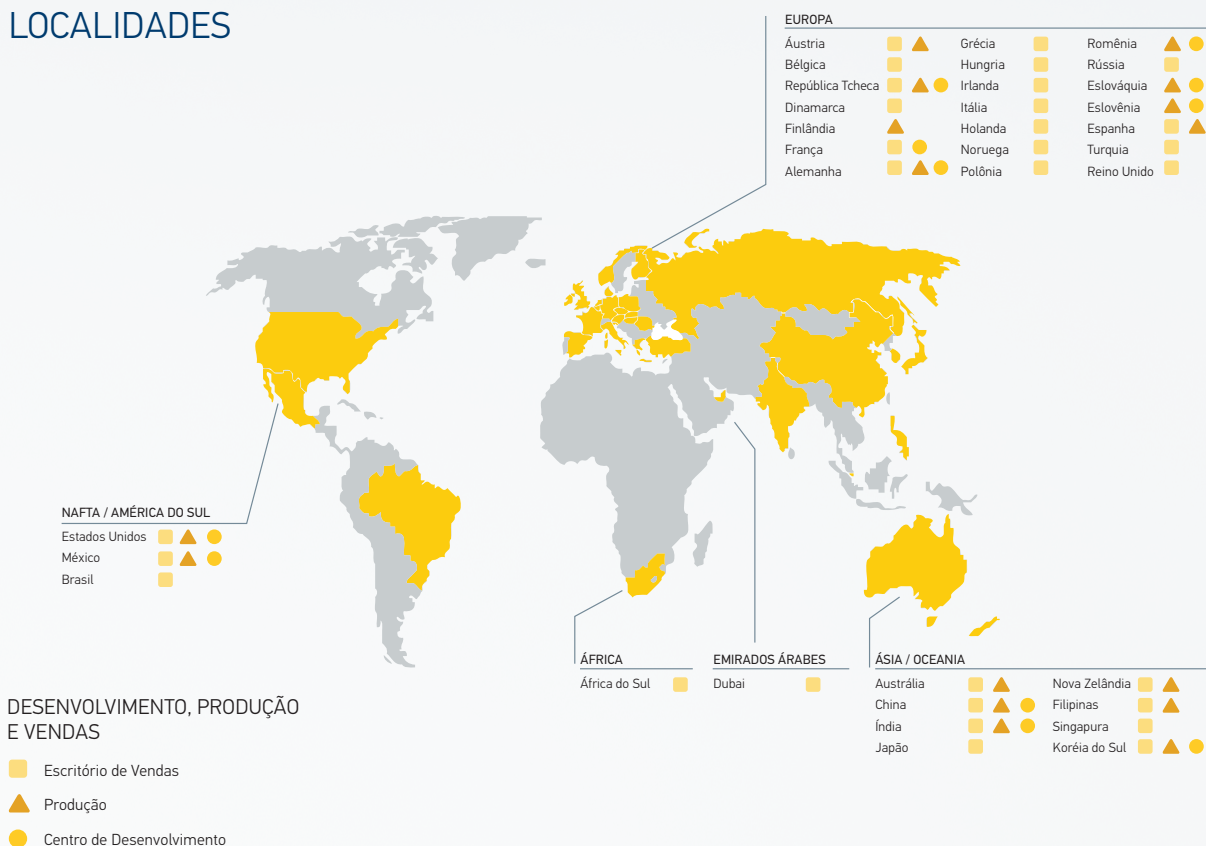 LOCALIDADES
EUROPA
Áustria
Bélgica
República Tcheca
Dinamarca
Finlândia
França
Alemanha
Grécia
Hungria
Irlanda
Itália
Holanda
Noruega
Polônia
Romênia
Rússia
Eslováquia
Eslovênia
Espanha
Turquia
Reino Unido
NAFTA / AMÉRICA DO SUL
Estados Unidos
México
Brasil
ÁFRICA
África do Sul
EMIRADOS ÁRABES
Dubai
ÁSIA / OCEANIA
Austrália
China
Índia
Japão
Nova Zelândia
Filipinas
Singapura
Koréia do Sul
DESENVOLVIMENTO, PRODUÇÃO
E VENDAS
Escritório de Vendas
Produção
Centro de Desenvolvimento